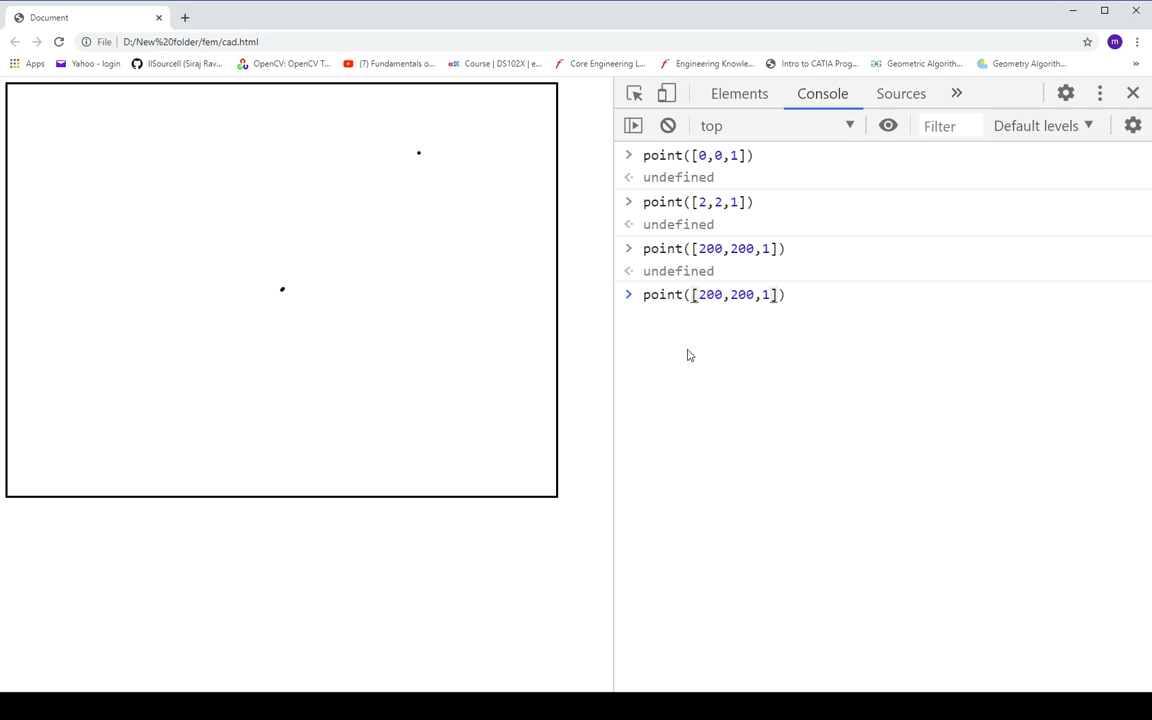 Document
File D:/New%20folder/fem/cad.html
m
Apps Yahoo - login IISourcell (Siraj Rav... OpenCV: OpenCV T... (7) Fundamentals o... Course | DS102X | e... Core Engineering L... Engineering Knowle... Intro to CATIA Prog... Geometric Algorith... Geometry Algorith...
Elements Console Sources
top Filter Default levels
point([0,0,1])
undefined
point([2,2,1])
undefined
point([200,200,1])
undefined
point([200,200,1])